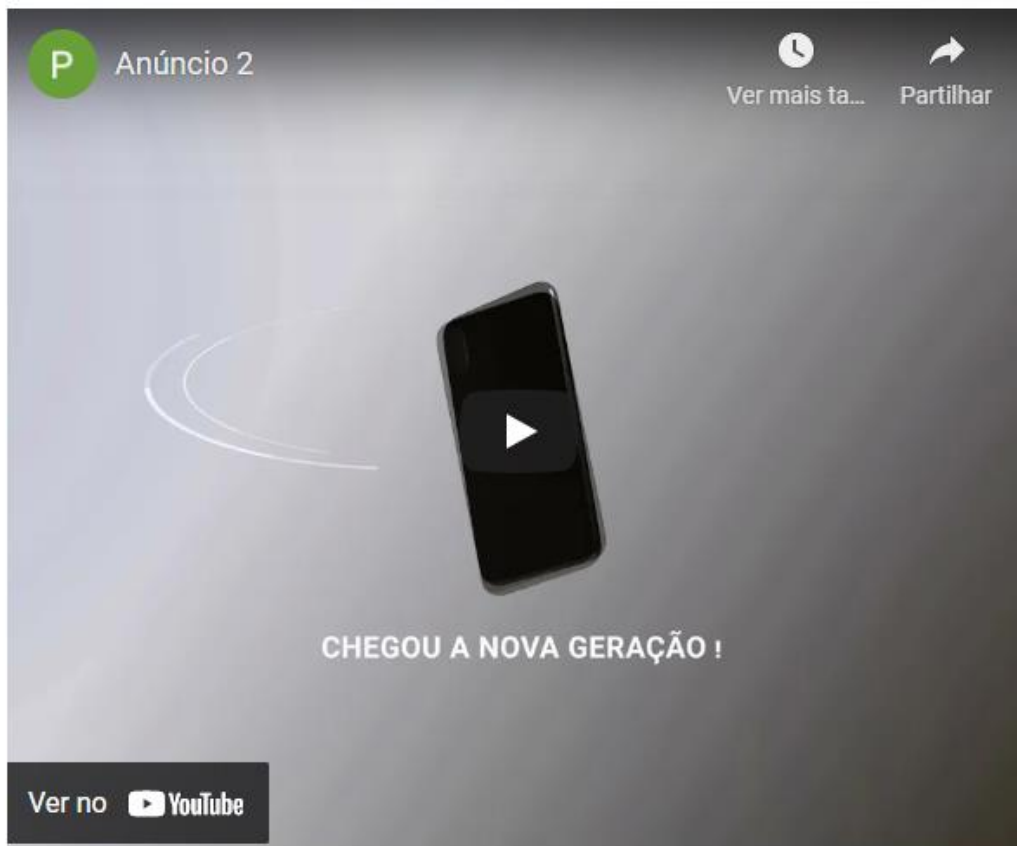 P Anúncio 2
Ver mais ta... Partilhar
CHEGOU A NOVA GERAÇÃO !
Ver no YouTube